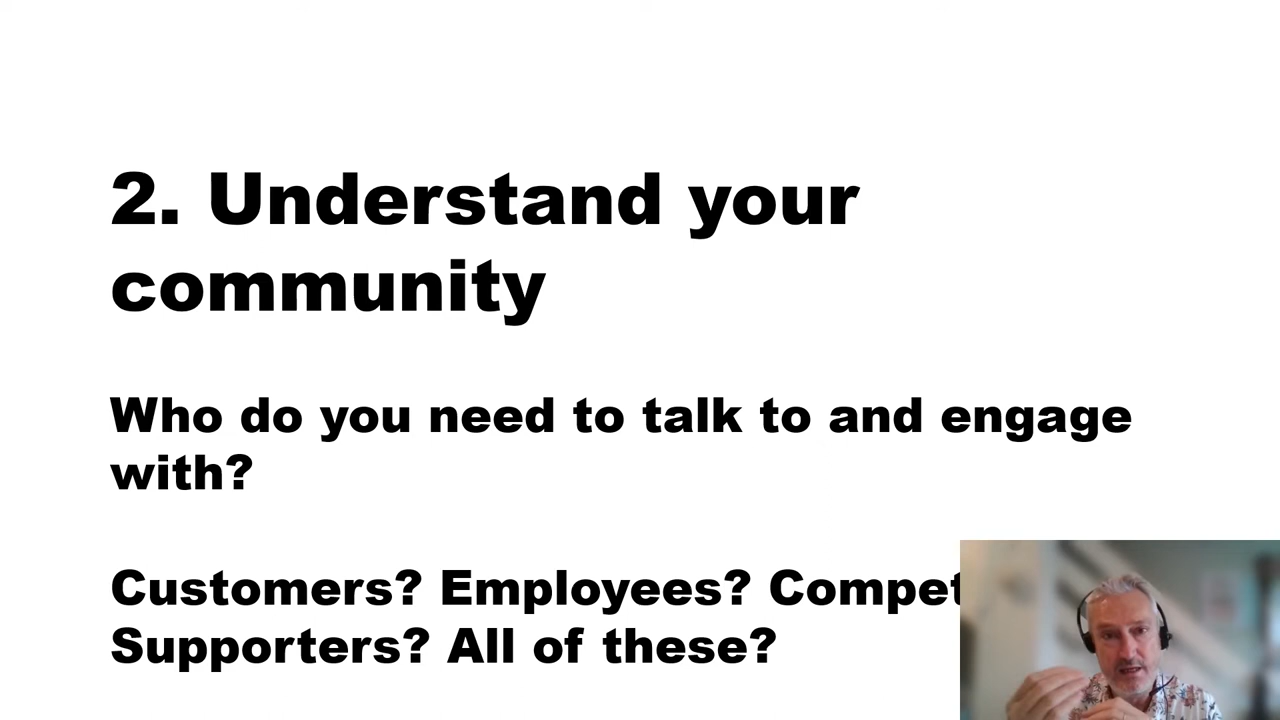 2. Understand your
community
Who do you need to talk to and engage
with?
Customers? Employees?
Supporters? All of these?